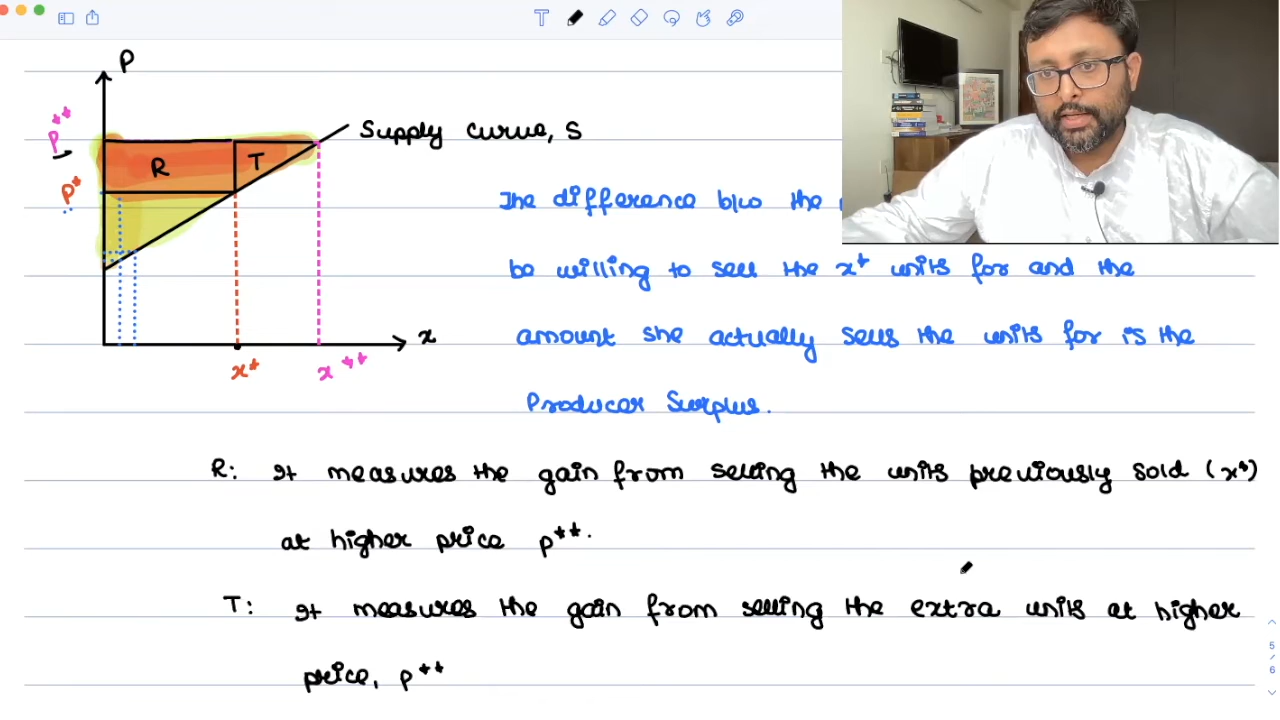 P
P**
Supply curve, S
R
T
P*
x
x*
x**
The difference b/w the
be willing to sell the x* units for and the
amount she actually sells the units for is the
Producer Surplus.
R: It measures the gain from selling the units previously sold (x*)
at higher price p**.
T: It measures the gain from selling the extra units at higher
price, p**
5
/
6